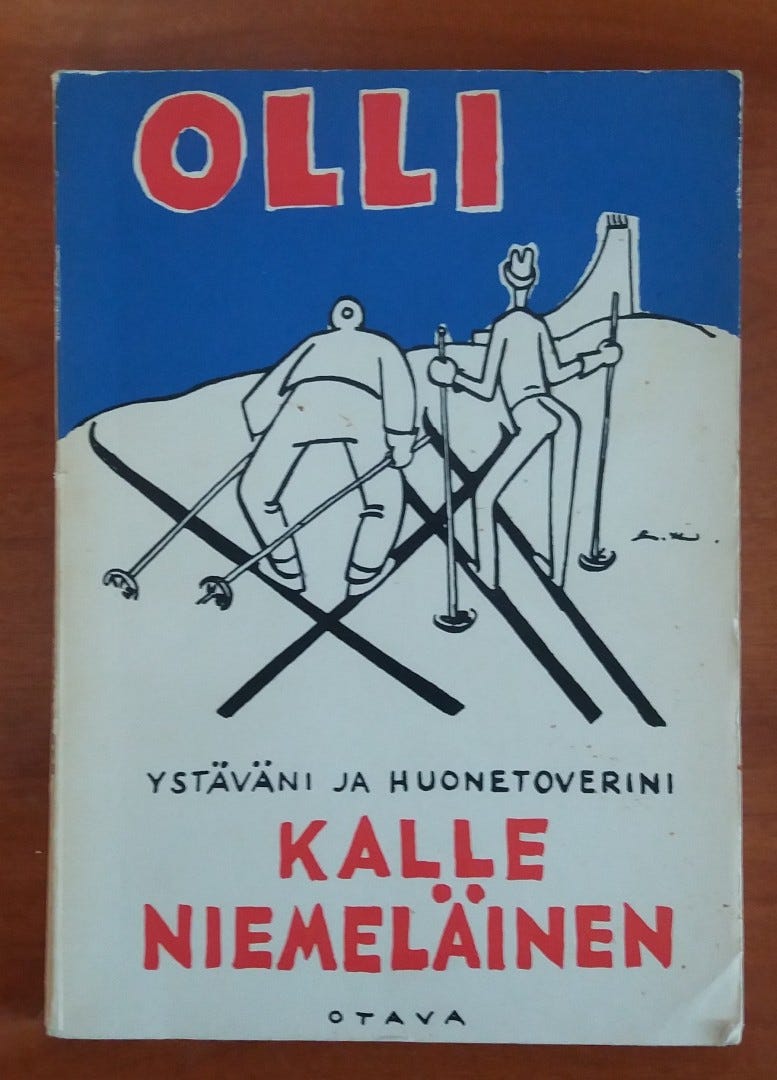 OLLI
YSTÄVÄNI JA HUONETOVERINI
KALLE
NIEMELÄINEN
OTAVA